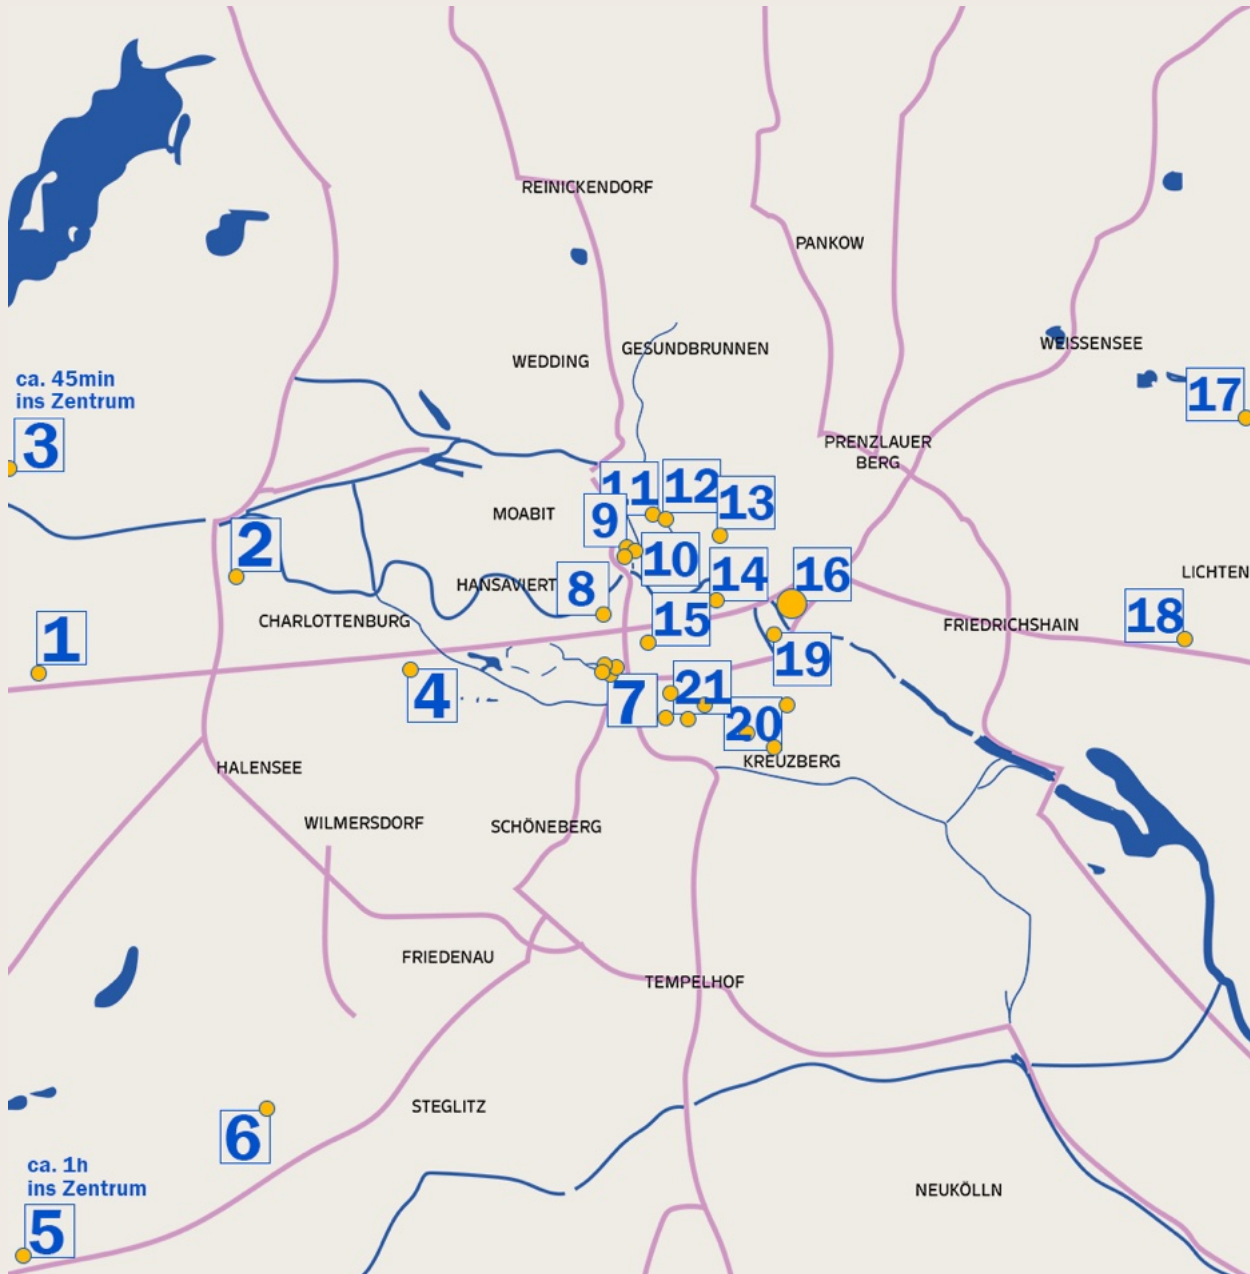 REINICKENDORF
PANKOW
WEISSENSEE
GESUNDBRUNNEN
WEDDING
ca. 45min
ins Zentrum
3
17
PRENZLAUER
BERG
11
12
13
9
MOABIT
2
10
14
16
HANSAVIERT
8
LICHTEN
CHARLOTTENBURG
15
FRIEDRICHSHAIN
18
1
19
4
7
21
20
KREUZBERG
HALENSEE
WILMERSDORF
SCHÖNEBERG
FRIEDENAU
TEMPELHOF
STEGLITZ
6
ca. 1h
ins Zentrum
5
NEUKÖLLN